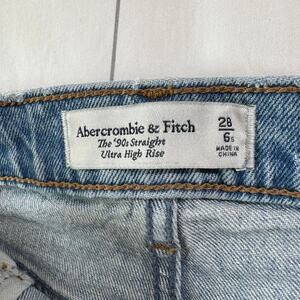 Abercrombie & Fitch
The '90s Straight
Ultra High Rise
28
6s
MADE IN
CHINA